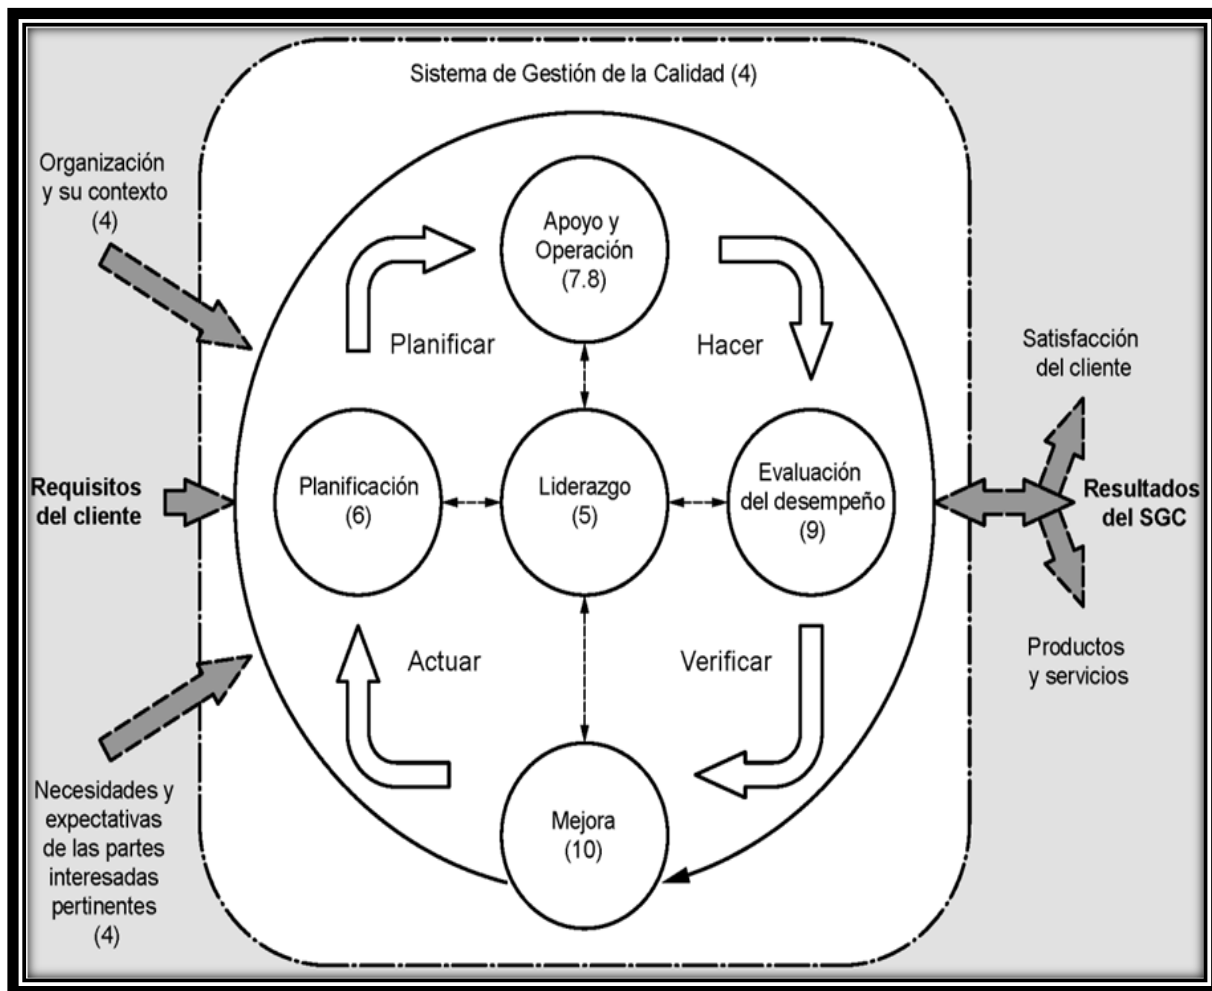 Sistema de Gestión de la Calidad (4)
Organización
y su contexto
(4)
Apoyo y
Operación
(7.8)
Planificar
Hacer
Satisfacción
del cliente
Requisitos
del cliente
Planificación
(6)
Liderazgo
(5)
Evaluación
del desempeño
(9)
Resultados
del SGC
Actuar
Verificar
Productos
y servicios
Necesidades y
expectativas
de las partes
interesadas
pertinentes
(4)
Mejora
(10)